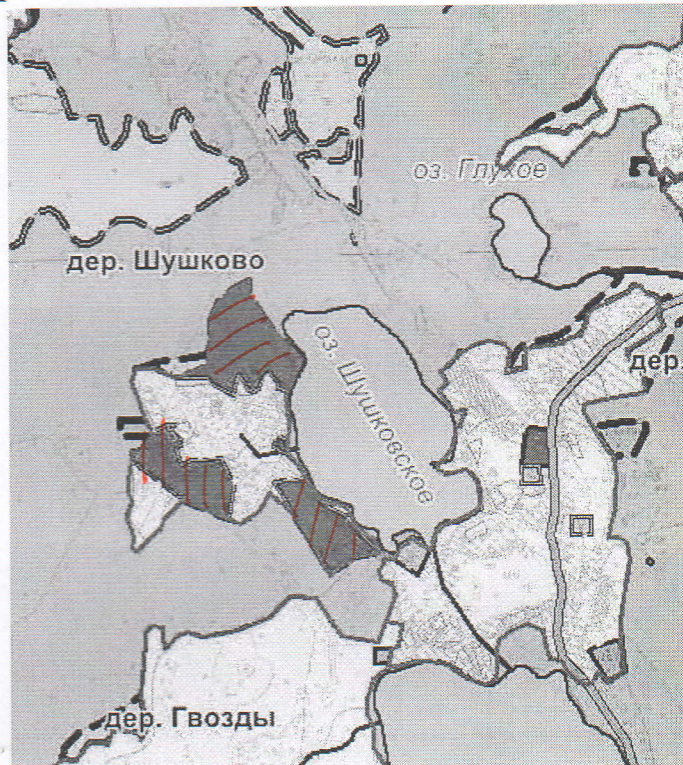 оз. Глухое
дер. Шушково
оз. Шушковское
дер.
дер. Гвозды